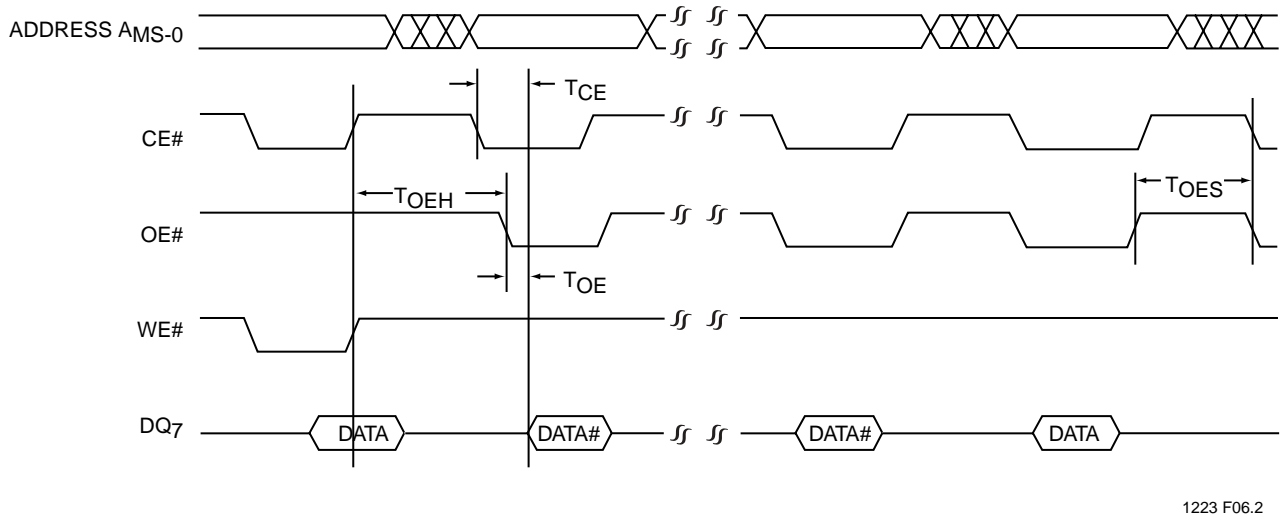 ADDRESS AMS-0
TCE
CE#
TOEH
TOES
OE#
TOE
WE#
DQ7
DATA
DATA#
DATA#
DATA
1223 F06.2